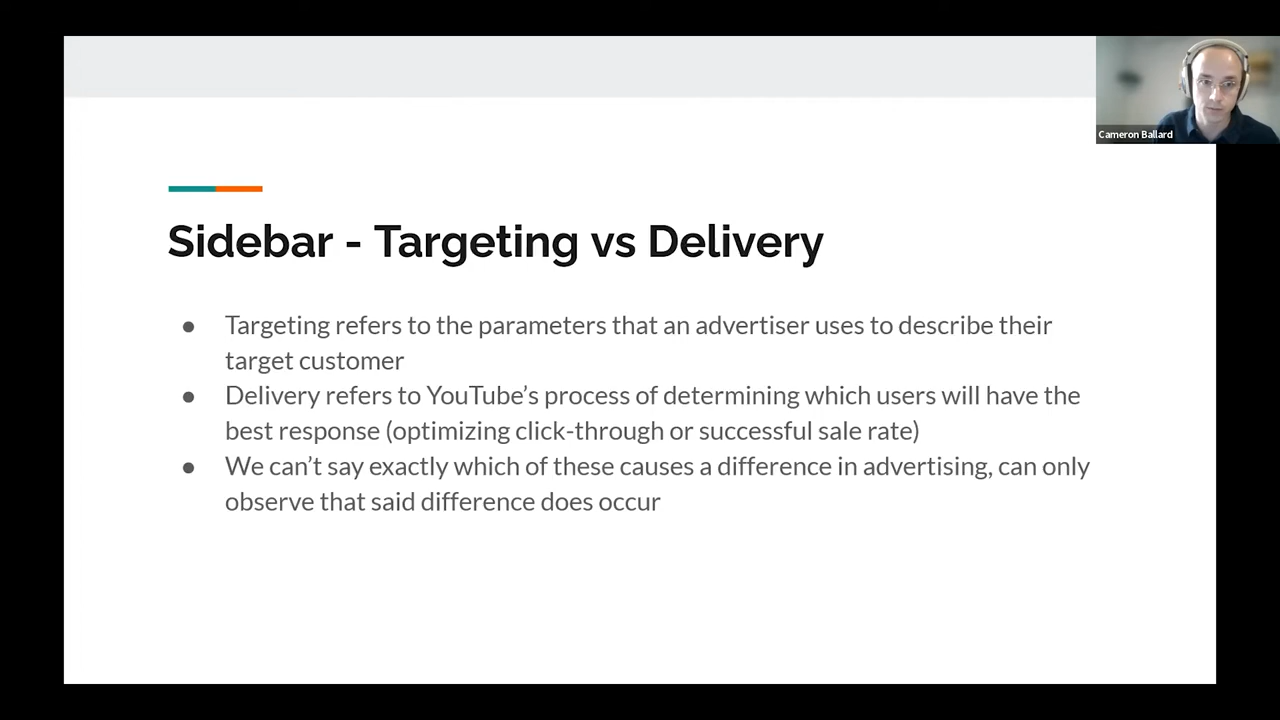 Cameron Ballard
Sidebar - Targeting vs Delivery
● Targeting refers to the parameters that an advertiser uses to describe their
target customer
● Delivery refers to YouTube’s process of determining which users will have the
best response (optimizing click-through or successful sale rate)
● We can’t say exactly which of these causes a difference in advertising, can only
observe that said difference does occur